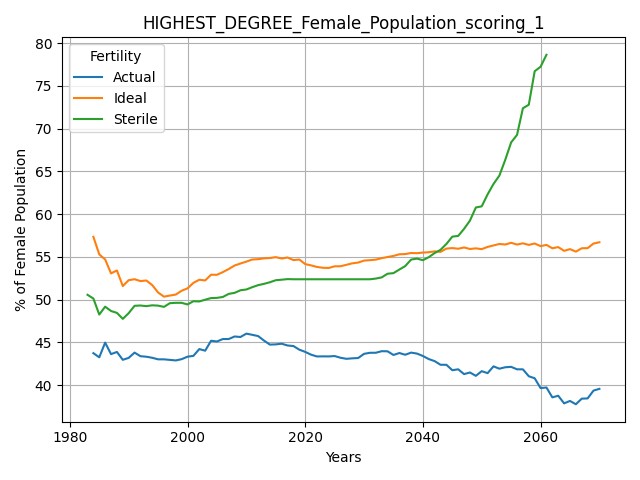 HIGHEST_DEGREE_Female_Population_scoring_1
Fertility
Actual
Ideal
Sterile
% of Female Population
80
75
70
65
60
55
50
45
40
1980
2000
2020
2040
2060
Years